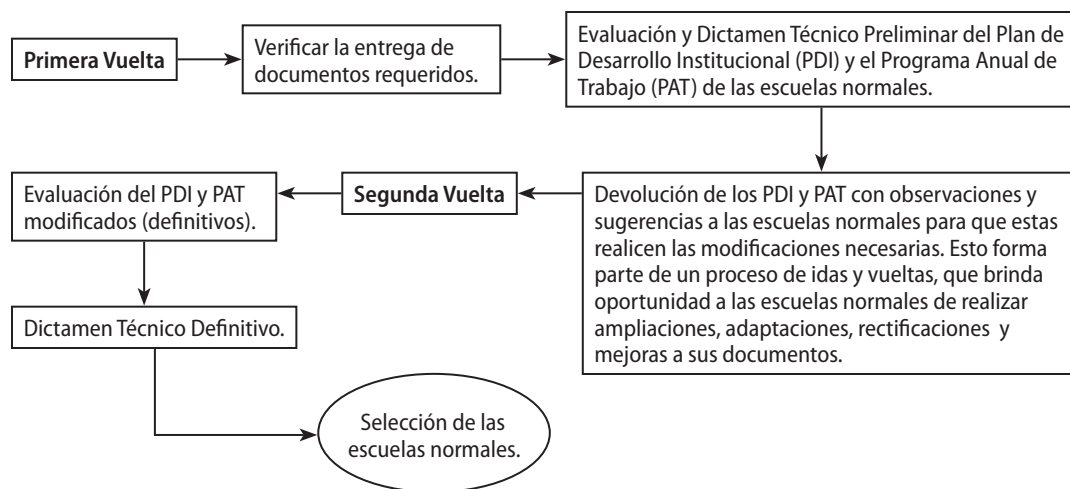 Primera Vuelta
Verificar la entrega de
documentos requeridos.
Evaluación y Dictamen Técnico Preliminar del Plan de
Desarrollo Institucional (PDI) y el Programa Anual de
Trabajo (PAT) de las escuelas normales.
Devolución de los PDI y PAT con observaciones y
sugerencias a las escuelas normales para que estas
realicen las modificaciones necesarias. Esto forma
parte de un proceso de idas y vueltas, que brinda
oportunidad a las escuelas normales de realizar
ampliaciones, adaptaciones, rectificaciones y
mejoras a sus documentos.
Segunda Vuelta
Evaluación del PDI y PAT
modificados (definitivos).
Dictamen Técnico Definitivo.
Selección de las
escuelas normales.